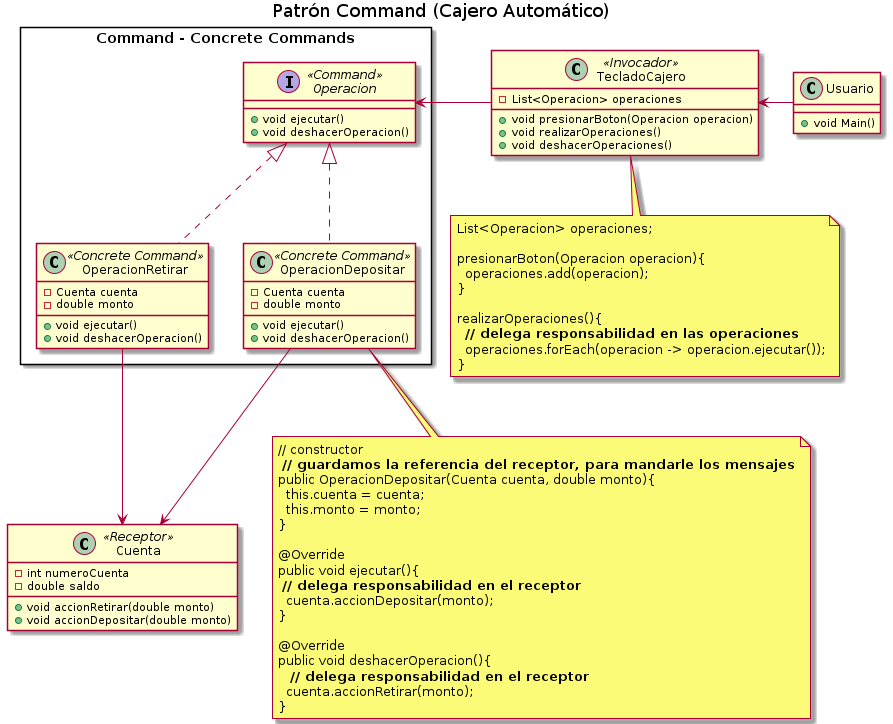 Patrón Command (Cajero Automático)
Command - Concrete Commands
I
«Command»
Operacion
void ejecutar()
void deshacerOperacion()
C
«Invocador»
TecladoCajero
List<Operacion> operaciones
void presionarBoton(Operacion operacion)
void realizarOperaciones()
void deshacerOperaciones()
C Usuario
void Main()
List<Operacion> operaciones;
presionarBoton(Operacion operacion){
operaciones.add(operacion);
}
realizarOperaciones(){
// delega responsabilidad en las operaciones
operaciones.forEach(operacion -> operacion.ejecutar());
}
C
«Concrete Command»
OperacionRetirar
Cuenta cuenta
double monto
void ejecutar()
void deshacerOperacion()
C
«Concrete Command»
OperacionDepositar
Cuenta cuenta
double monto
void ejecutar()
void deshacerOperacion()
// constructor
// guardamos la referencia del receptor, para mandarle los mensajes
public OperacionDepositar(Cuenta cuenta, double monto){
this.cuenta = cuenta;
this.monto = monto;
}
@Override
public void ejecutar(){
// delega responsabilidad en el receptor
cuenta.accionDepositar(monto);
}
@Override
public void deshacerOperacion(){
// delega responsabilidad en el receptor
cuenta.accionRetirar(monto);
}
C
«Receptor»
Cuenta
int numeroCuenta
double saldo
void accionRetirar(double monto)
void accionDepositar(double monto)